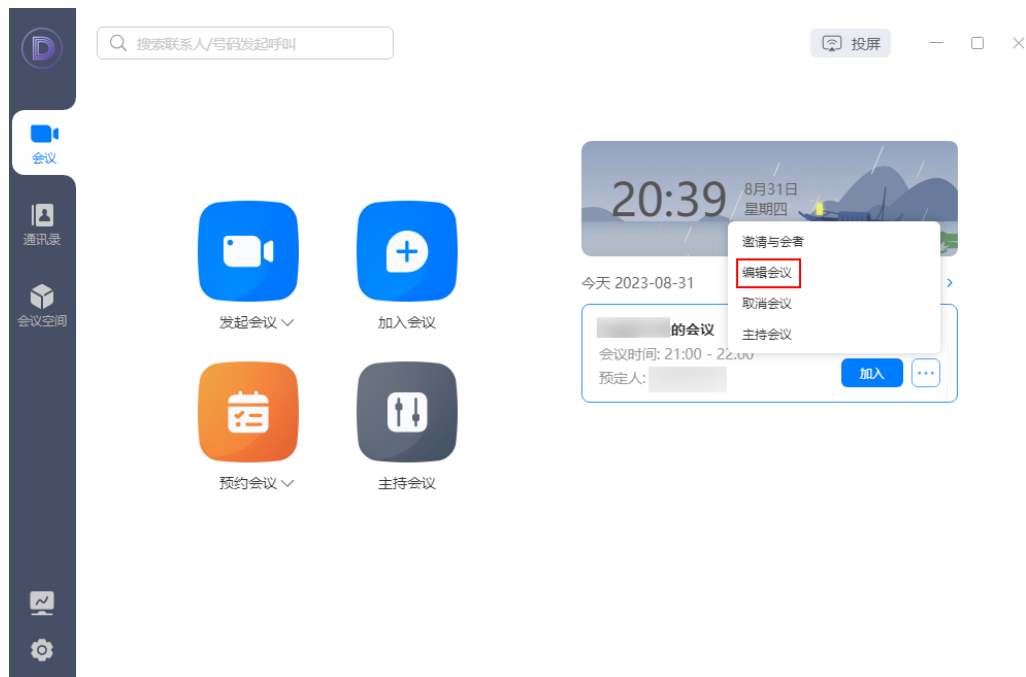 D
搜索联系人/号码发起呼叫
投屏
会议
通讯录
会议空间
发起会议
加入会议
预约会议
主持会议
20:39
8月31日
星期四
邀请与会者
编辑会议
取消会议
主持会议
今天 2023-08-31
的会议
会议时间: 21:00 - 22:00
预定人:
加入